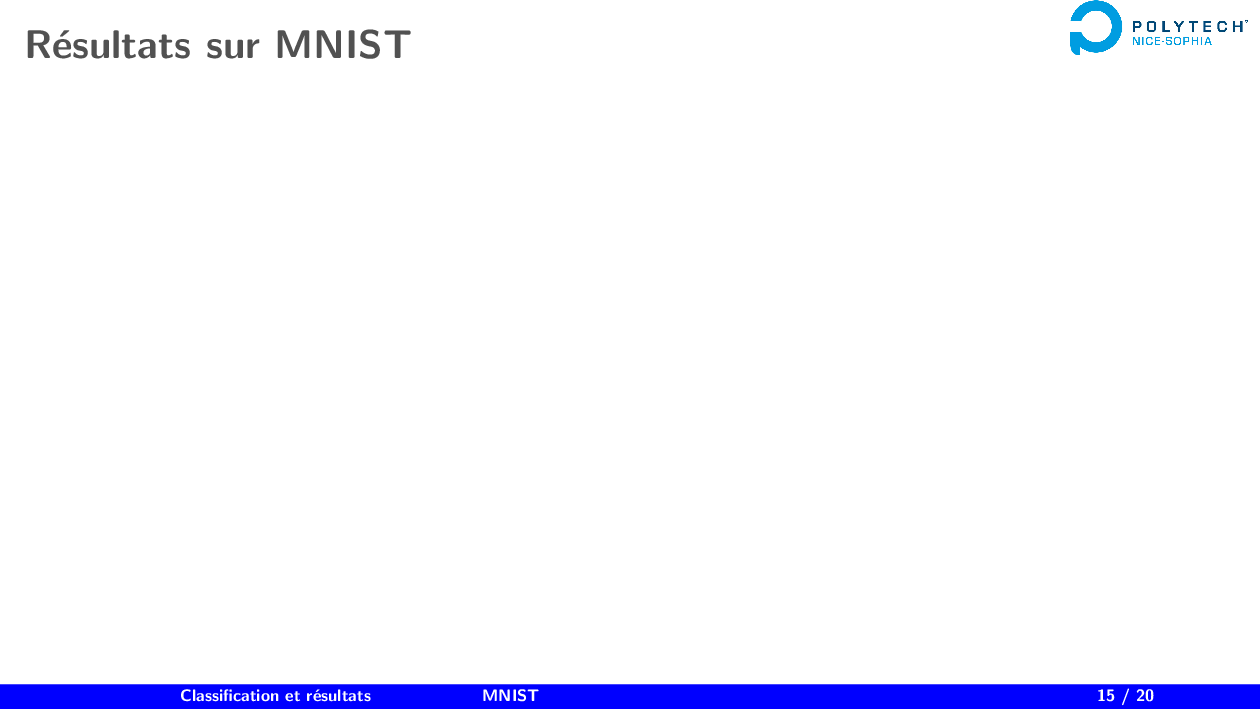 Résultats sur MNIST
POLYTECH
NICE-SOPHIA
Classification et résultats MNIST 15 / 20